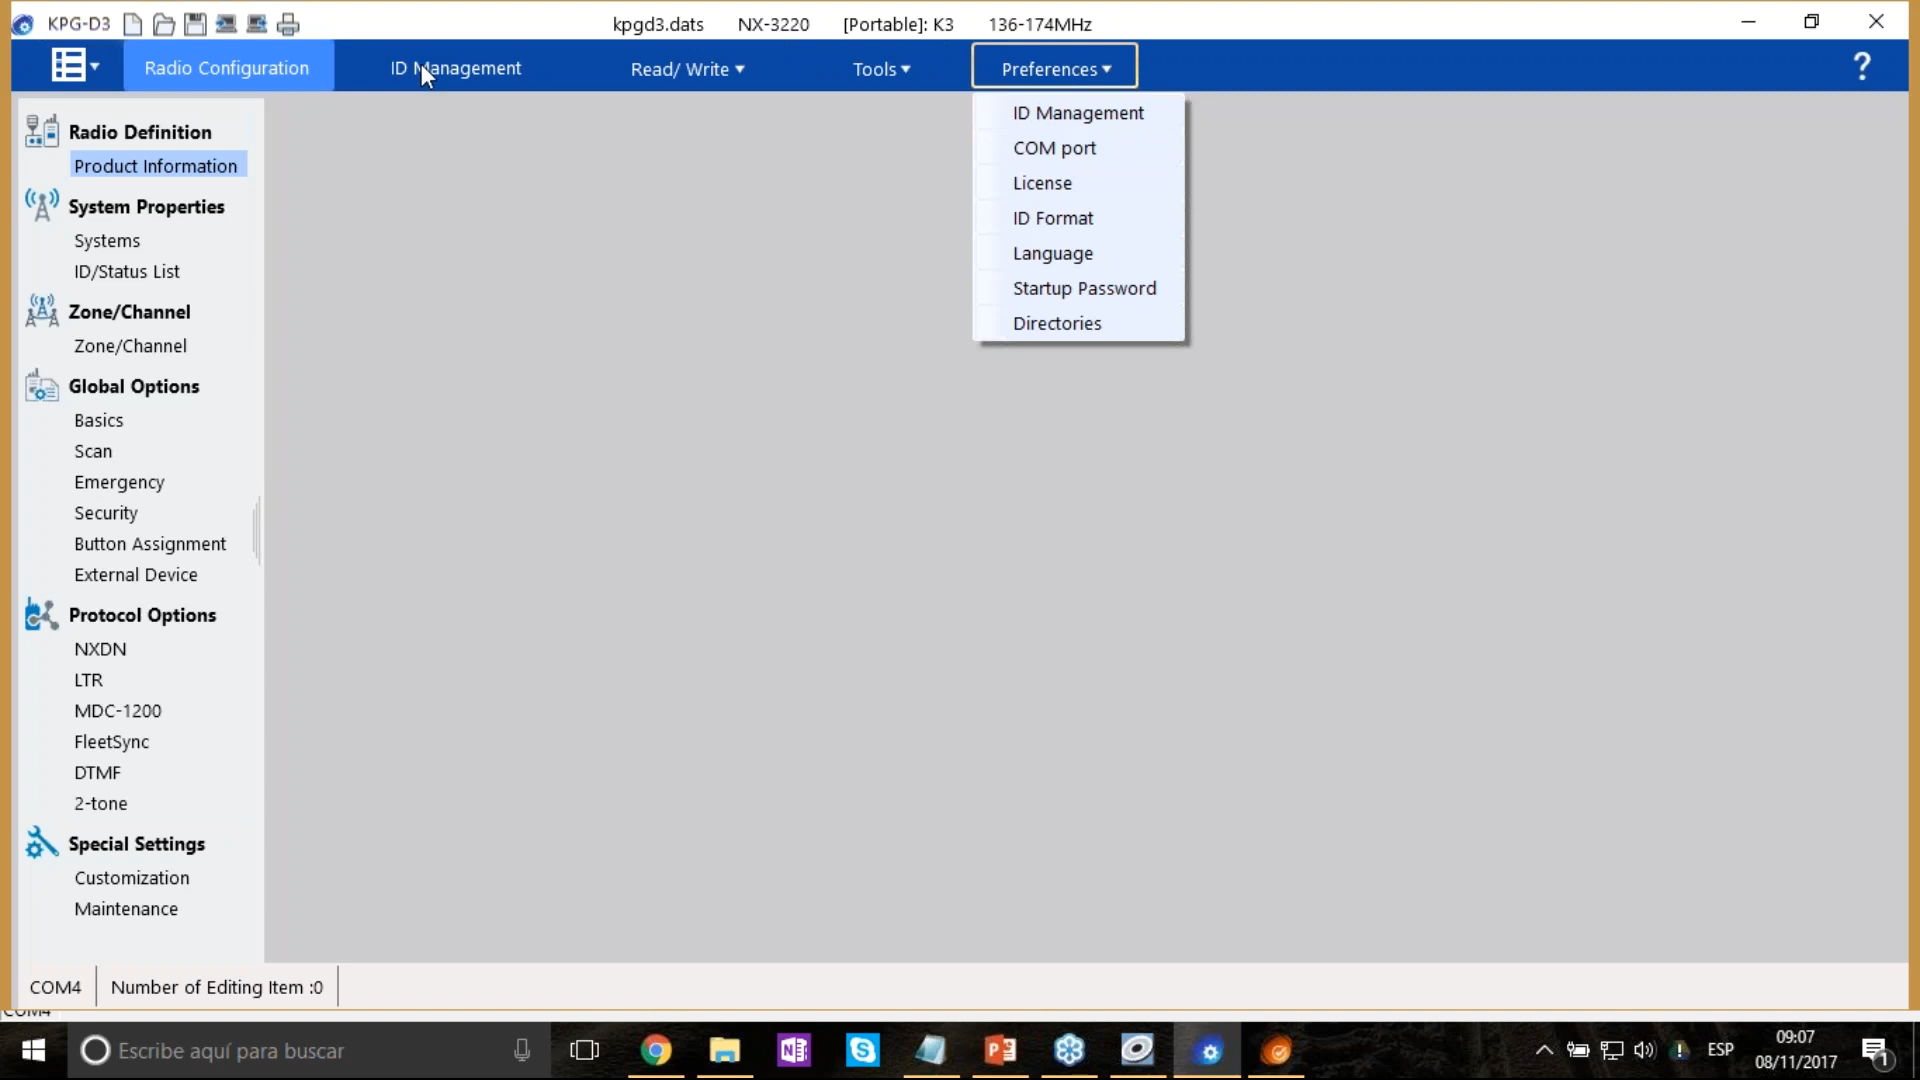 KPG-D3
kpgd3.dats NX-3220 [Portable]: K3 136-174MHz
Radio Configuration ID Management Read/ Write Tools Preferences ?
ID Management
COM port
License
ID Format
Language
Startup Password
Directories
Radio Definition
Product Information
System Properties
Systems
ID/Status List
Zone/Channel
Zone/Channel
Global Options
Basics
Scan
Emergency
Security
Button Assignment
External Device
Protocol Options
NXDN
LTR
MDC-1200
FleetSync
DTMF
2-tone
Special Settings
Customization
Maintenance
COM4 Number of Editing Item :0
COM4
Escribe aquí para buscar
ESP
09:07
08/11/2017
1